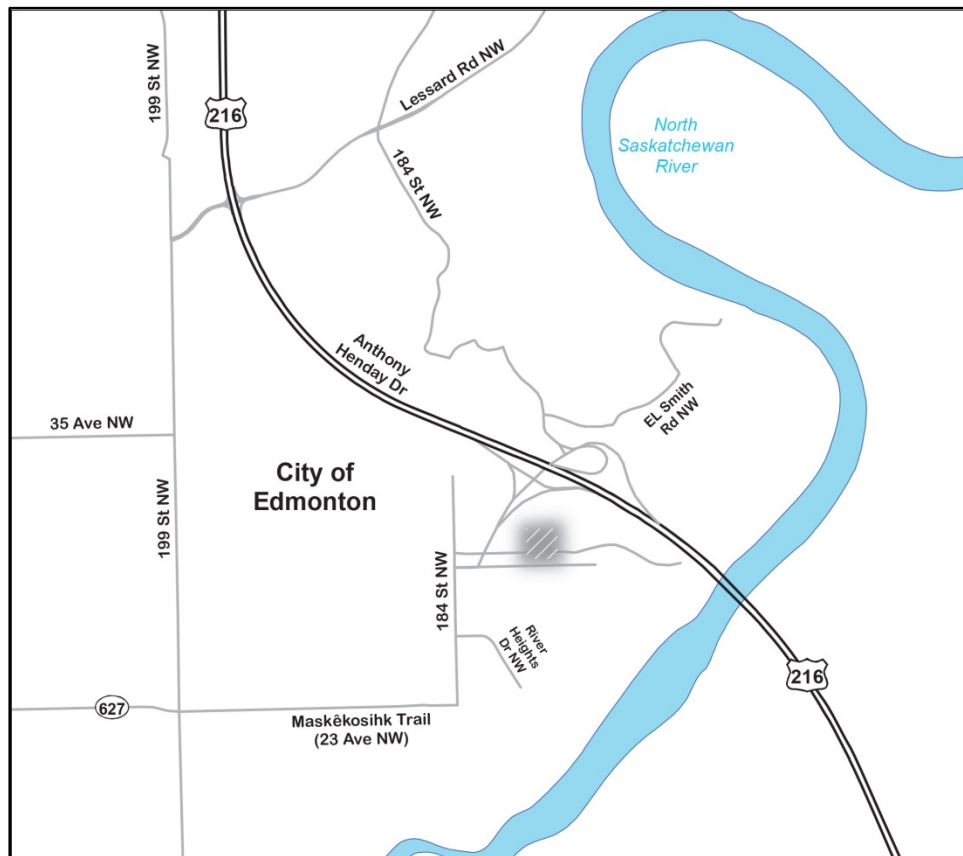 199 St NW
216
Lessard Rd NW
184 St NW
North
Saskatchewan
River
Anthony
Henday Dr
EL Smith
Rd NW
35 Ave NW
City of
Edmonton
199 St NW
184 St NW
River
Heights
Dr NW
216
627
Maskêkosihk Trail
(23 Ave NW)